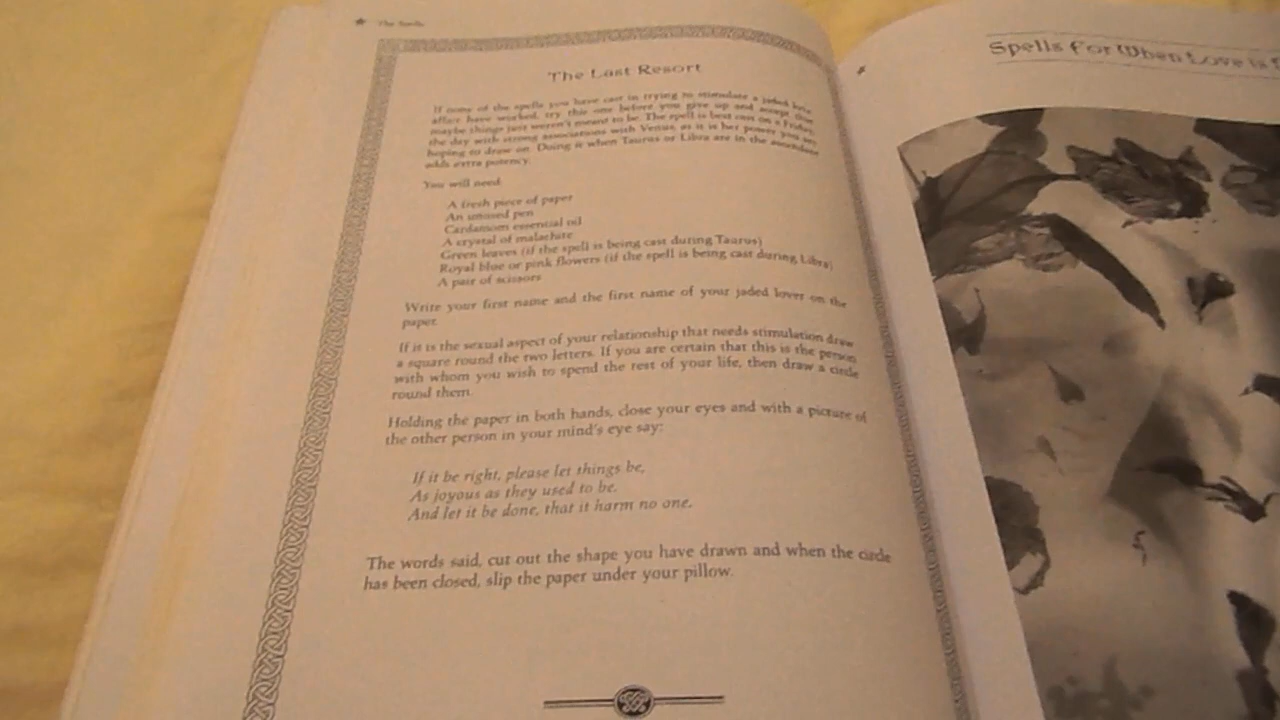 The Spells
The Last Resort
If none of the spells you have cast in trying to stimulate a jaded love
affair have worked, try this one before you give up and accept that
maybe things just weren't meant to be. The spell is best cast on a Friday,
the day with strong associations with Venus, as it is her power you are
hoping to draw on. Doing it when Taurus or Libra are in the ascendant
adds extra potency.
You will need
A fresh piece of paper
An unused pen
Cardamom essential oil
A crystal of malachite
Green leaves (if the spell is being cast during Taurus)
Royal blue or pink flowers (if the spell is being cast during Libra)
A pair of scissors
Write your first name and the first name of your jaded lover on the
paper.
If it is the sexual aspect of your relationship that needs stimulation draw
a square round the two letters. If you are certain that this is the person
with whom you wish to spend the rest of your life, then draw a circle
round them.
Holding the paper in both hands, close your eyes and with a picture of
the other person in your mind's eye say:
If it be right, please let things be,
As joyous as they used to be.
And let it be done, that it harm no one.
The words said, cut out the shape you have drawn and when the circle
has been closed, slip the paper under your pillow.
Spells for When Love is